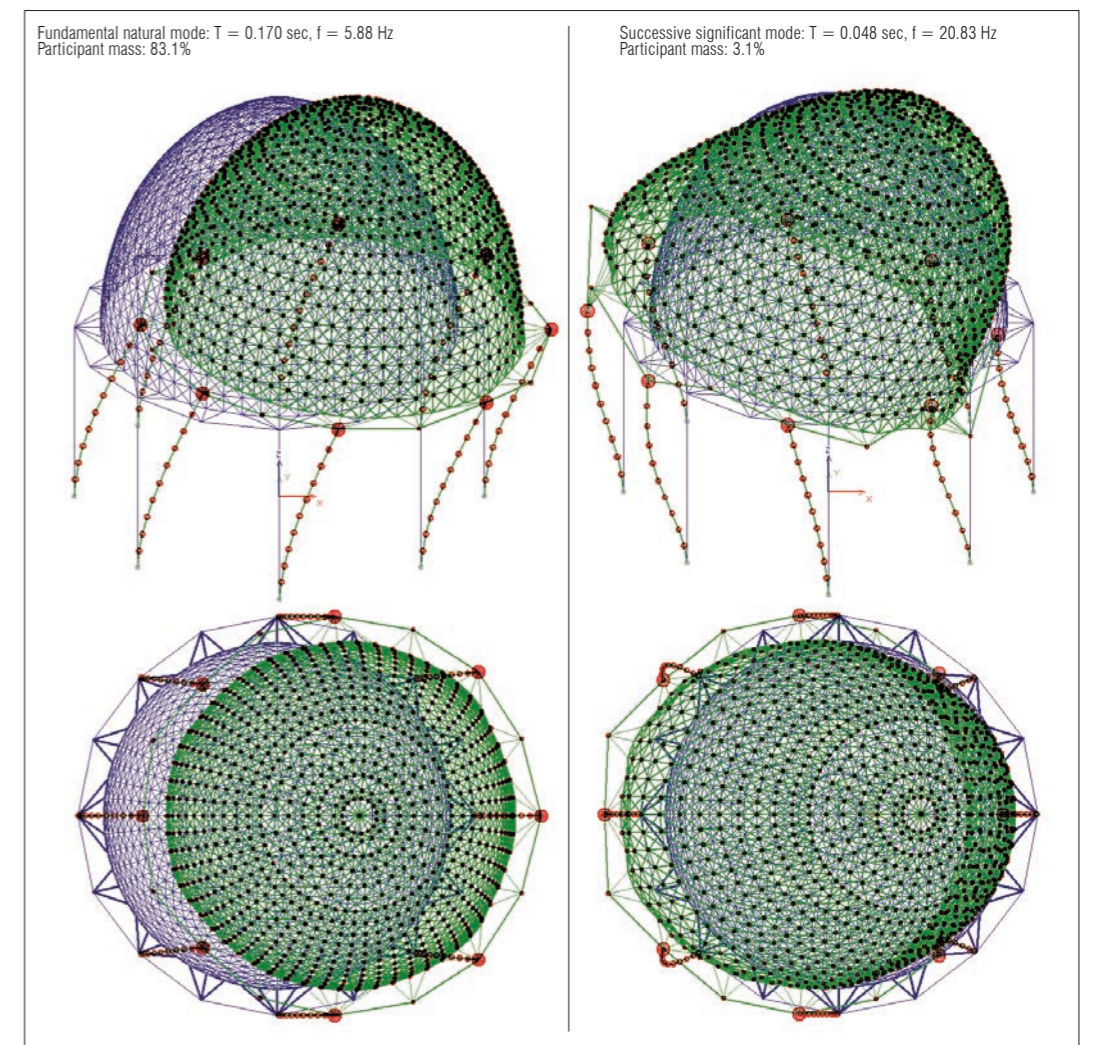 Fundamental natural mode: T = 0.170 sec, f = 5.88 Hz
Participant mass: 83.1%
Successive significant mode: T = 0.048 sec, f = 20.83 Hz
Participant mass: 3.1%
Z
Y
X
Z
Y
X